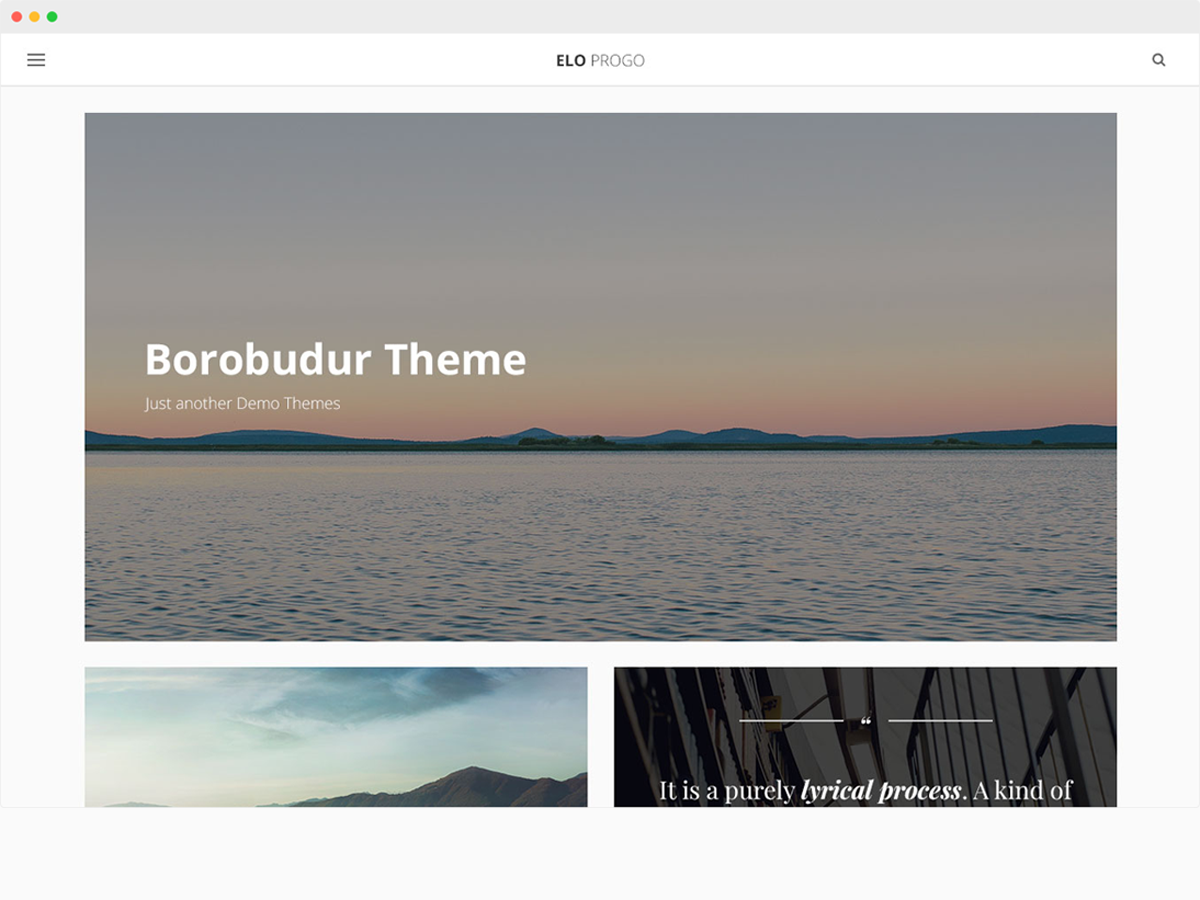 ELO PROGO
Borobudur Theme
Just another Demo Themes
“
It is a purely lyrical process. A kind of